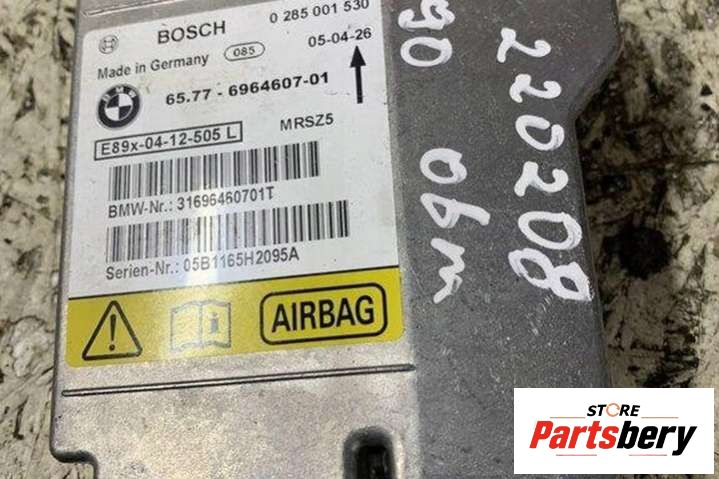 BOSCH
0 285 001 530
Made in Germany
085
05-04-26
BMW
65.77 - 6964607-01
E89x-04-12-505 L
MRSZ5
BMW-Nr.: 31696460701T
Serien-Nr.: 05B1165H2095A
AIRBAG
90
220208
STORE
Partsbery